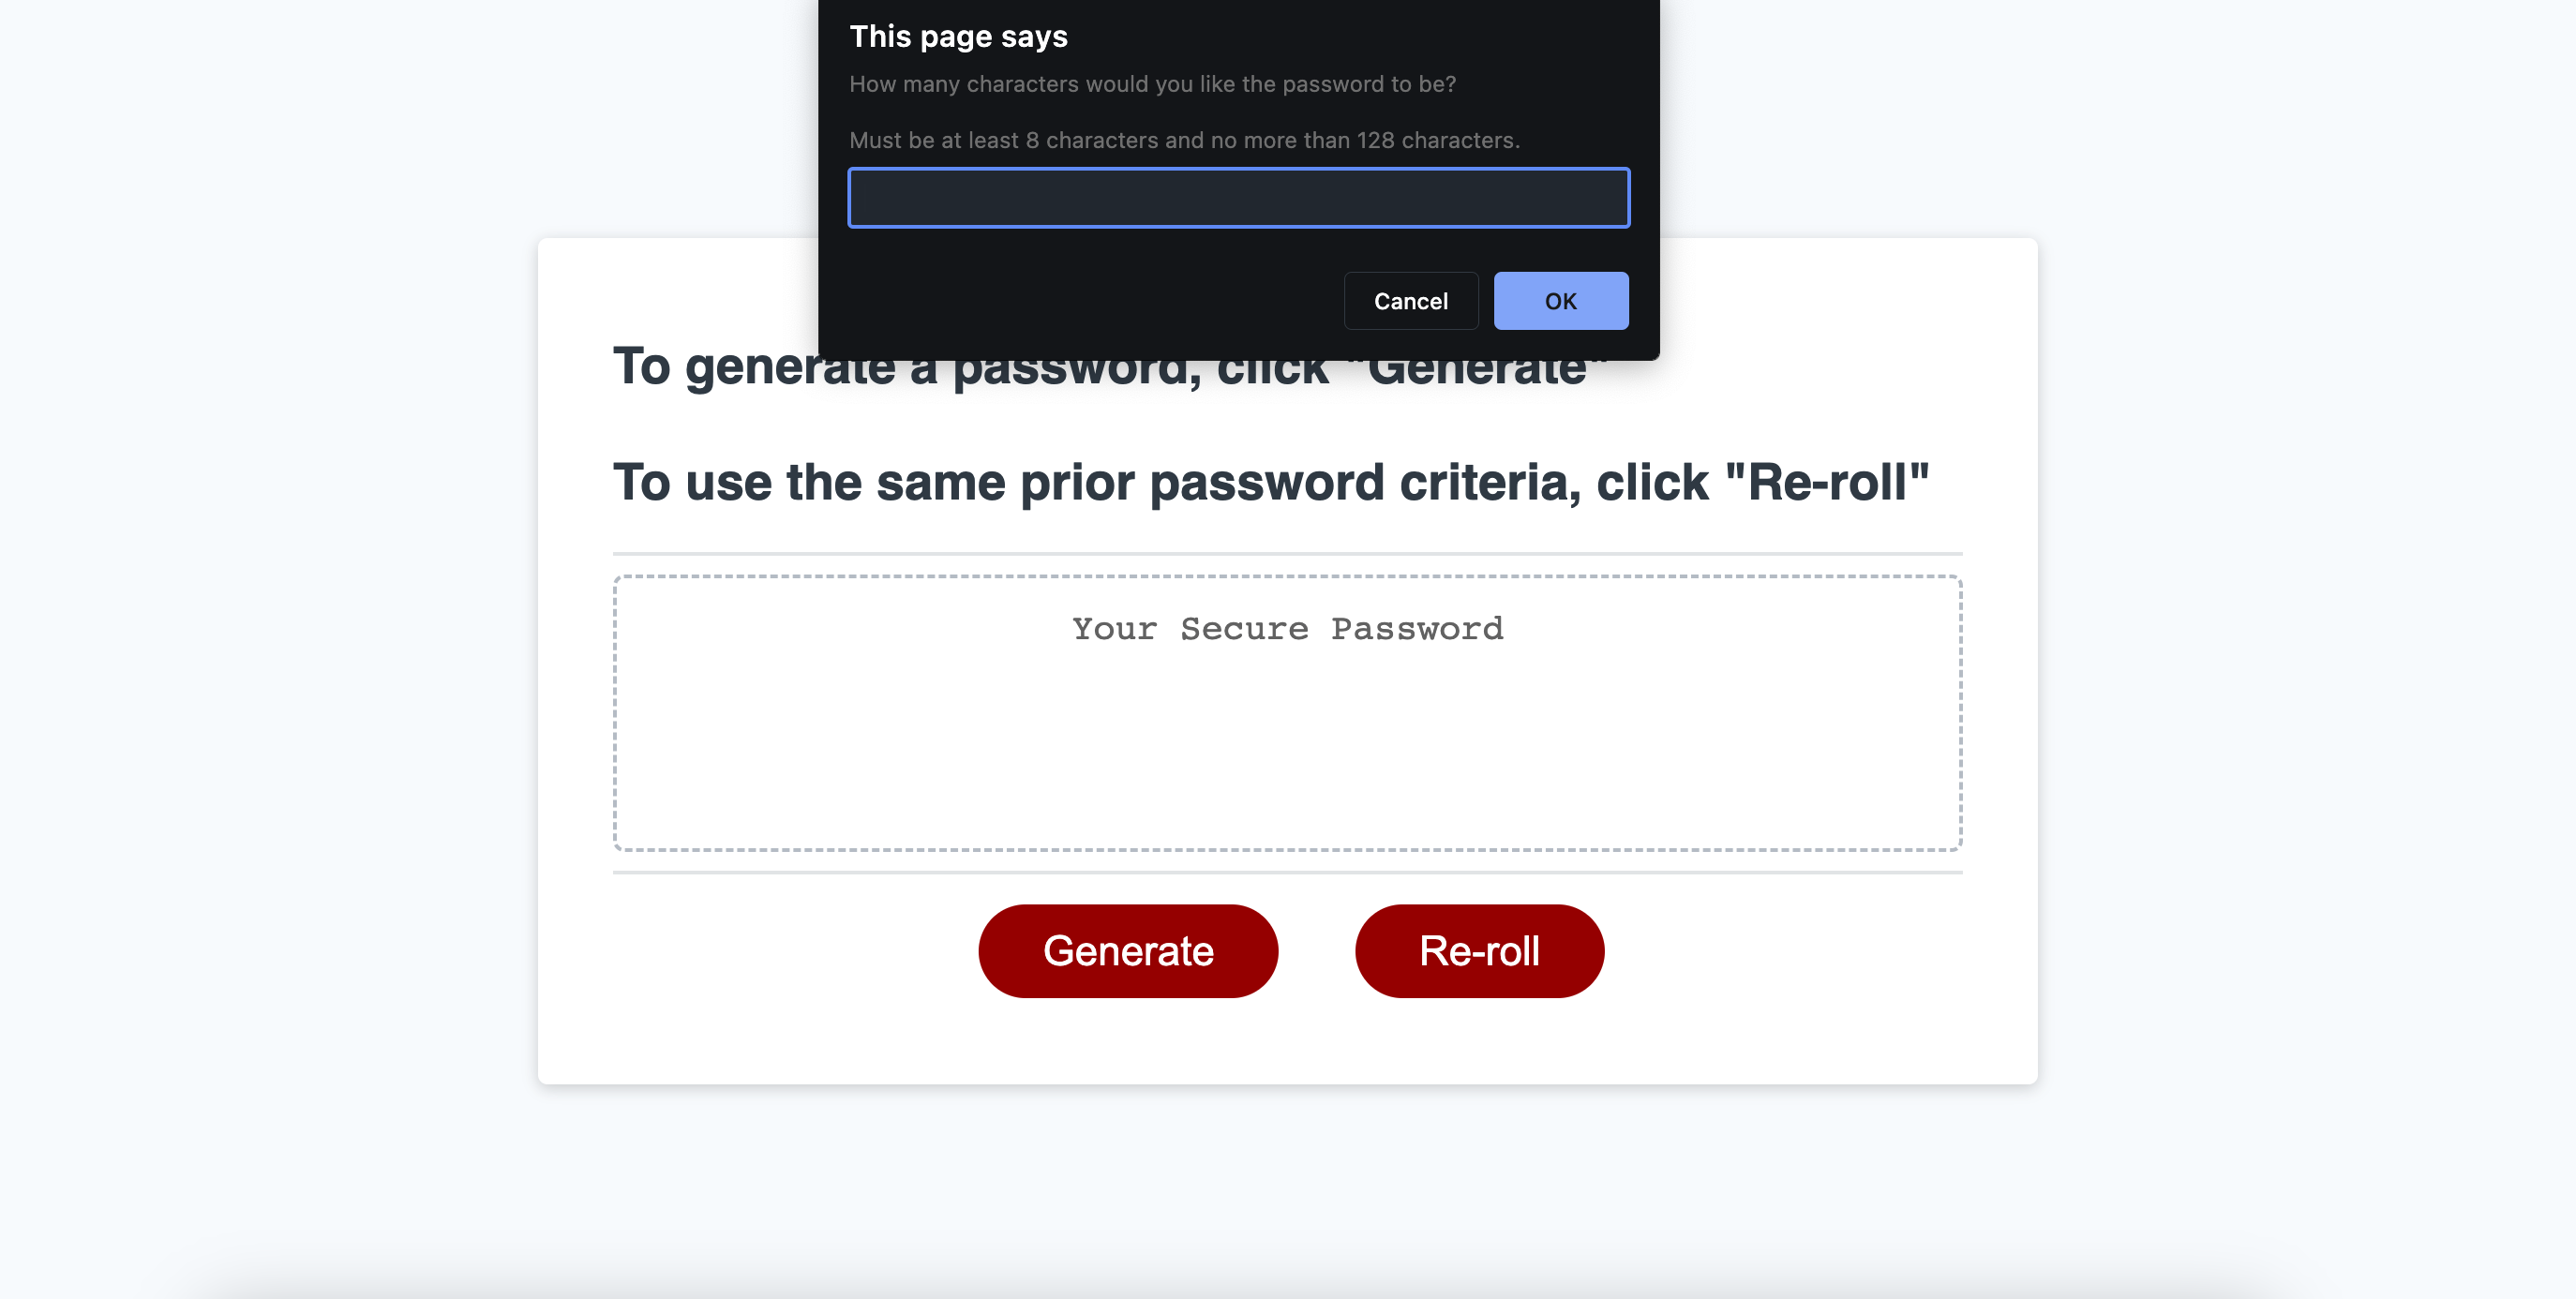 This page says
How many characters would you like the password to be?
Must be at least 8 characters and no more than 128 characters.
Cancel
OK
To generate a password, click "Generate"
To use the same prior password criteria, click "Re-roll"
Your Secure Password
Generate
Re-roll